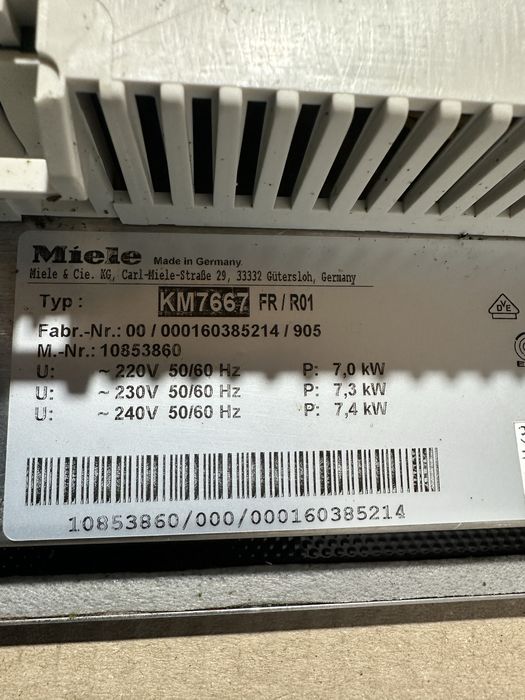 Miele Made in Germany
Miele & Cie. KG, Carl-Miele-Straße 29, 33332 Gütersloh, Germany
Typ : KM7667 FR / R01
Fabr.-Nr.: 00 / 000160385214 / 905
M.-Nr.: 10853860
U: ~ 220V 50/60 Hz P: 7,0 kW
U: ~ 230V 50/60 Hz P: 7,3 kW
U: ~ 240V 50/60 Hz P: 7,4 kW
10853860/000/000160385214